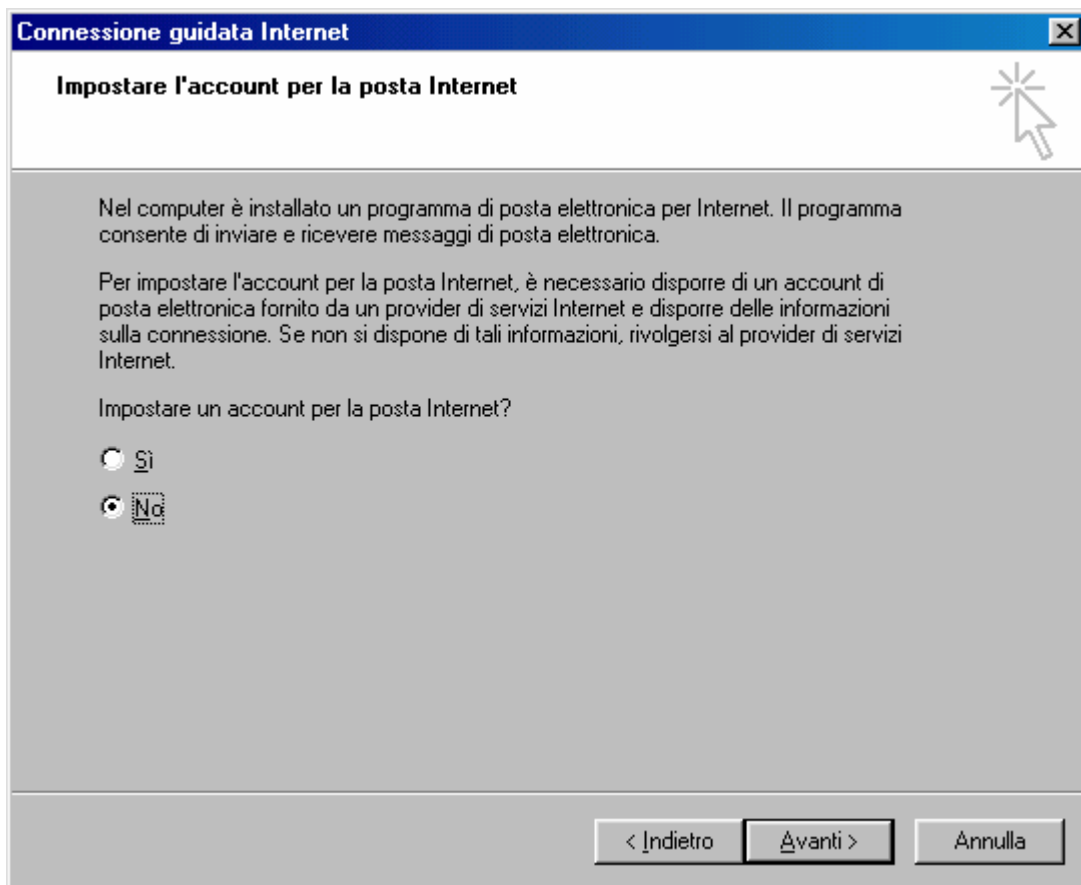 Connessione guidata Internet
Impostare l'account per la posta Internet
Nel computer è installato un programma di posta elettronica per Internet. Il programma
consente di inviare e ricevere messaggi di posta elettronica.
Per impostare l'account per la posta Internet, è necessario disporre di un account di
posta elettronica fornito da un provider di servizi Internet e disporre delle informazioni
sulla connessione. Se non si dispone di tali informazioni, rivolgersi al provider di servizi
Internet.
Impostare un account per la posta Internet?
Sì
No
< Indietro
Avanti >
Annulla